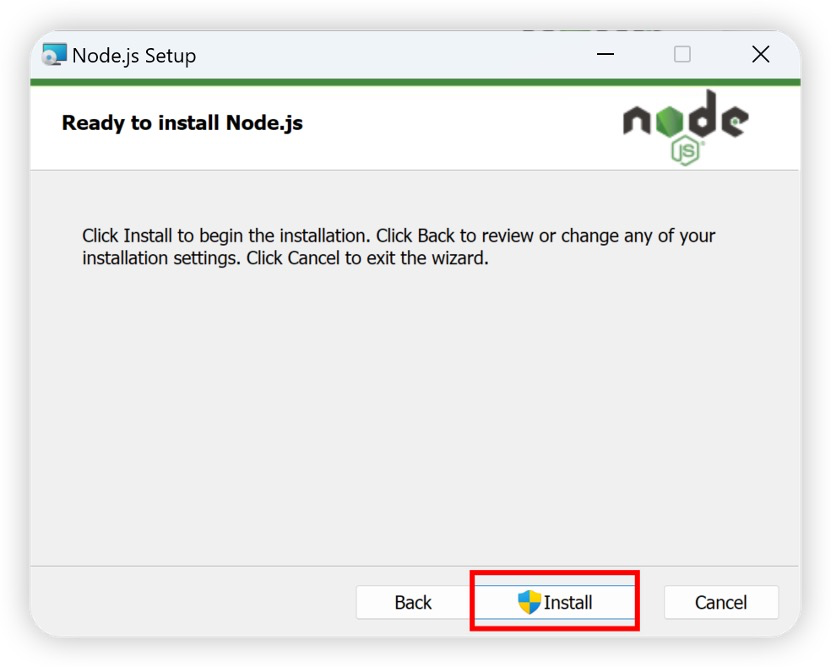 Node.js Setup
Ready to install Node.js
node
JS
Click Install to begin the installation. Click Back to review or change any of your
installation settings. Click Cancel to exit the wizard.
Back
Install
Cancel